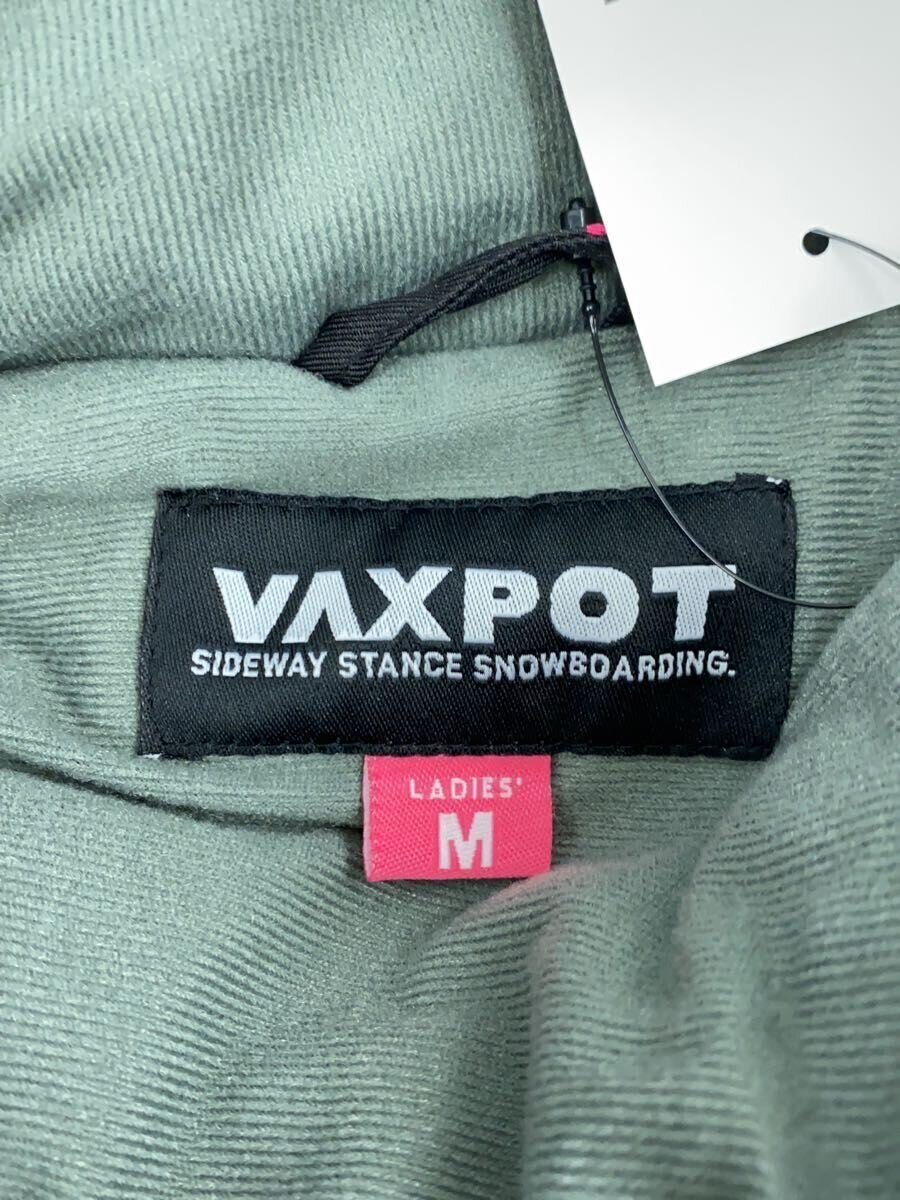 VAXPOT
SIDEWAY STANCE SNOWBOARDING.
LADIES'
M